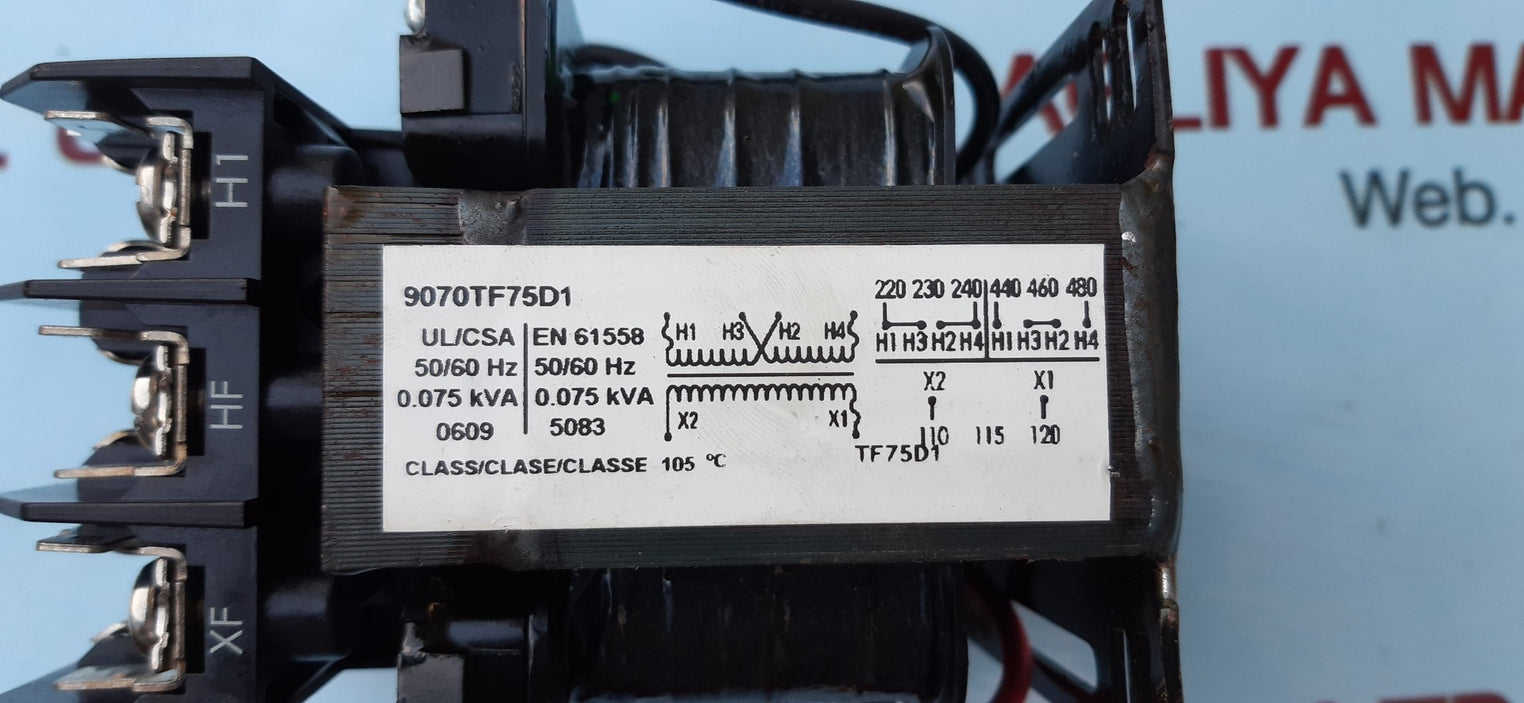 ALIYA MA
Web.
H1
HF
XF
9070TF75D1
UL/CSA EN 61558
50/60 Hz 50/60 Hz
0.075 kVA 0.075 kVA
0609 5083
CLASS/CLASE/CLASSE 105 °C
H1 H3 H2 H4
X2 X1
TF75D1
220 230 240 440 460 480
H1 H3 H2 H4 H1 H3 H2 H4
X2 X1
110 115 120